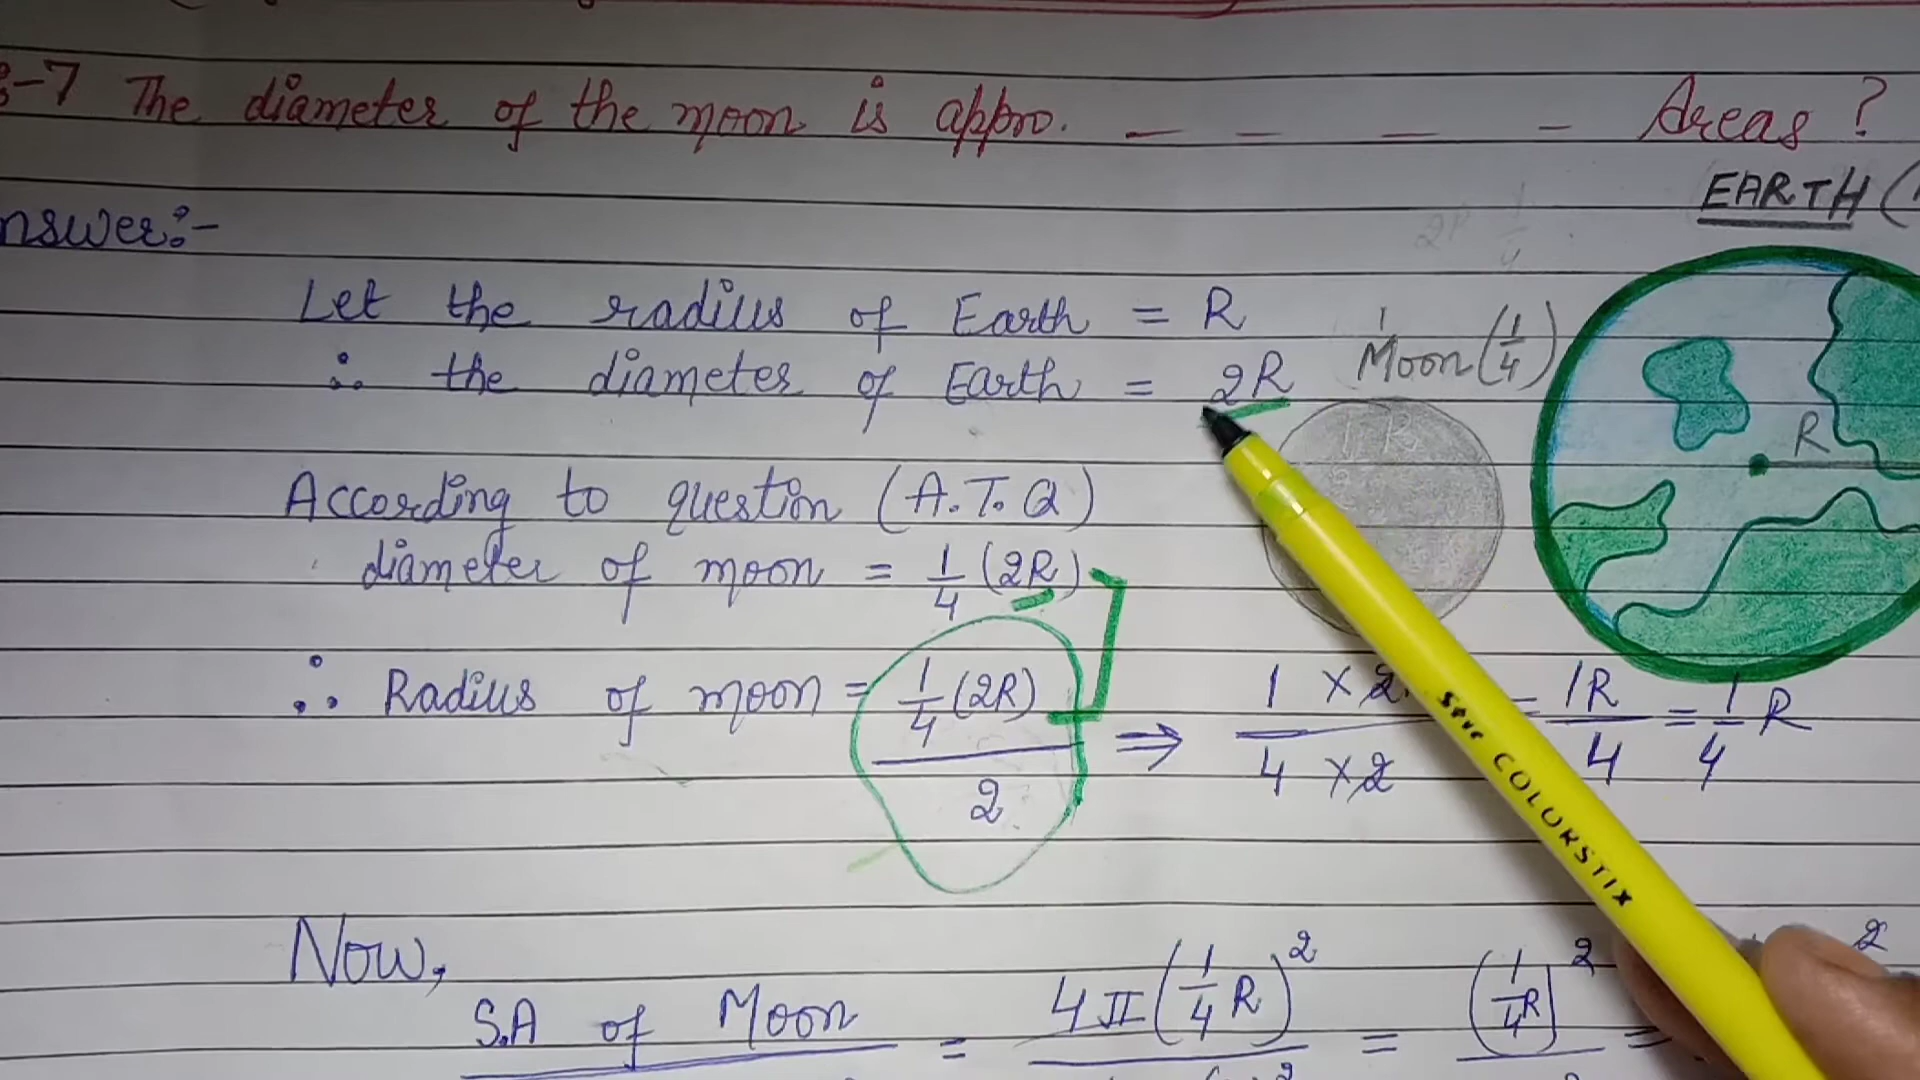 :-7 The diameter of the moon is appro. — — — — Areas ?
EARTH (
nswer:-
Let the radius of Earth = R
∴ the diameter of Earth = 2R
Moon (1/4)
R
According to question (A.T.Q)
diameter of moon = 1/4 (2R)
∴ Radius of moon = 1/4 (2R) / 2 ⇒ 1 × 2 / 4 × 2 = 1R/4 = 1/4 R
Serve COLORSTIX
Now,
S.A of Moon = 4π(1/4 R)² = (1/4R)² =